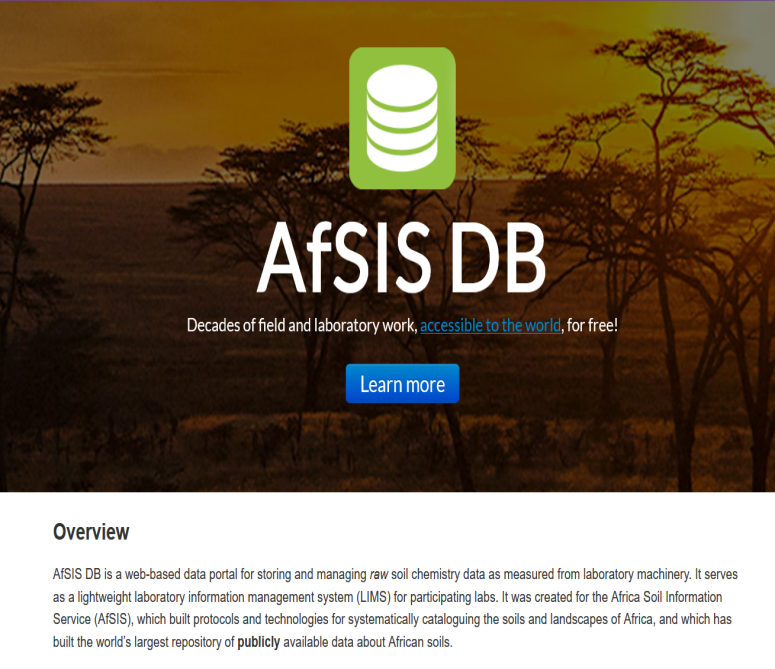 AfSIS DB
Decades of field and laboratory work, accessible to the world, for free!
Learn more
Overview
AfSIS DB is a web-based data portal for storing and managing raw soil chemistry data as measured from laboratory machinery. It serves
as a lightweight laboratory information management system (LIMS) for participating labs. It was created for the Africa Soil Information
Service (AfSIS), which built protocols and technologies for systematically cataloguing the soils and landscapes of Africa, and which has
built the world's largest repository of publicly available data about African soils.